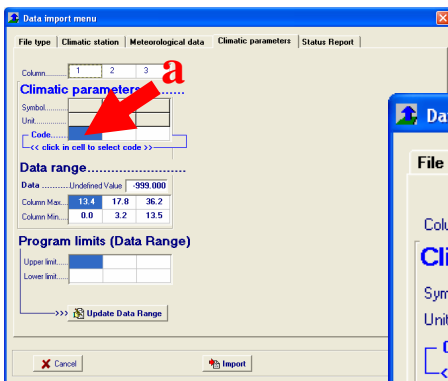 Data import menu
File type Climatic station Meteorological data Climatic parameters Status Report
Column 1 2 3
a
Climatic parameters
Symbol
Unit
Code
<< click in cell to select code >>
Data range
Data Undefined Value -999.000
Column Max 13.4 17.8 36.2
Column Min 0.0 3.2 13.5
Program limits (Data Range)
Upper limit
Lower limit
>>> Update Data Range
Cancel Import
Da
File
Colu
Cli
Sym
Unit
<